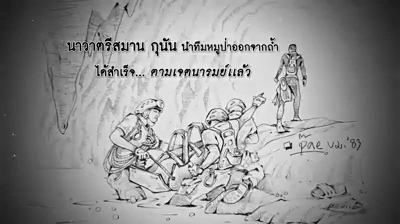 นาวาตรีสมาน กุนัน นำทีมหมูป่าออกจากถ้ำ
ได้สำเร็จ... ตามเจตนารมย์แล้ว
pae